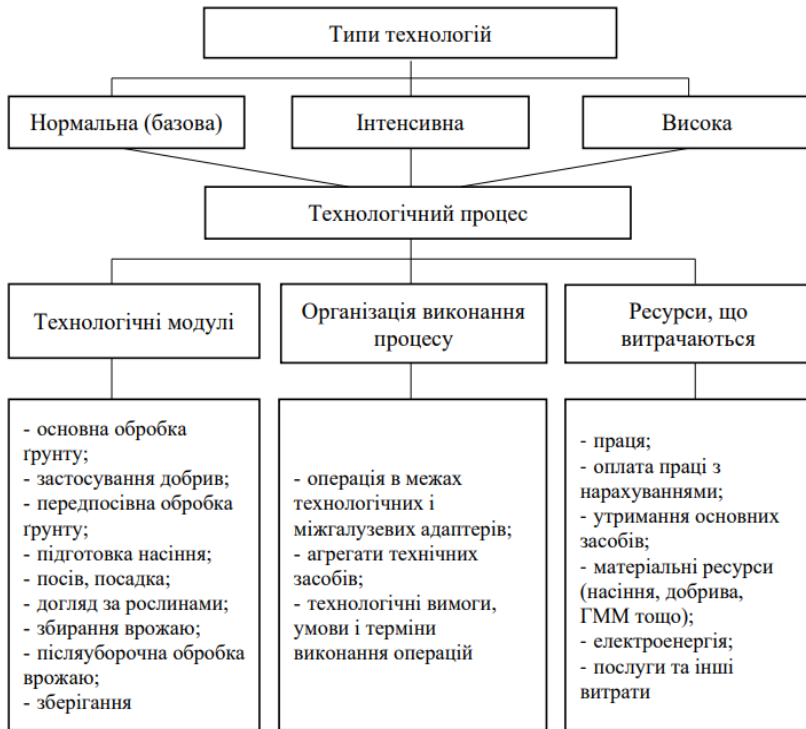 Типи технологій
Нормальна (базова)
Інтенсивна
Висока
Технологічний процес
Технологічні модулі
Організація виконання
процесу
Ресурси, що
витрачаються
- основна обробка
ґрунту;
- застосування добрив;
- передпосівна обробка
ґрунту;
- підготовка насіння;
- посів, посадка;
- догляд за рослинами;
- збирання врожаю;
- післяуборочна обробка
врожаю;
- зберігання
- операція в межах
технологічних і
міжгалузевих адаптерів;
- агрегати технічних
засобів;
- технологічні вимоги,
умови і терміни
виконання операцій
- праця;
- оплата праці з
нарахуваннями;
- утримання основних
засобів;
- матеріальні ресурси
(насіння, добрива,
ГММ тощо);
- електроенергія;
- послуги та інші
витрати